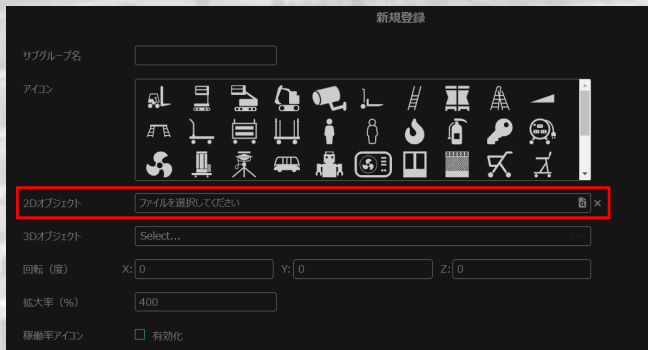 新規登録
サブグループ名
アイコン
2Dオブジェクト ファイルを選択してください ×
3Dオブジェクト Select...
回転（度） X: 0 Y: 0 Z: 0
拡大率（%） 400
稼働率アイコン 有効化